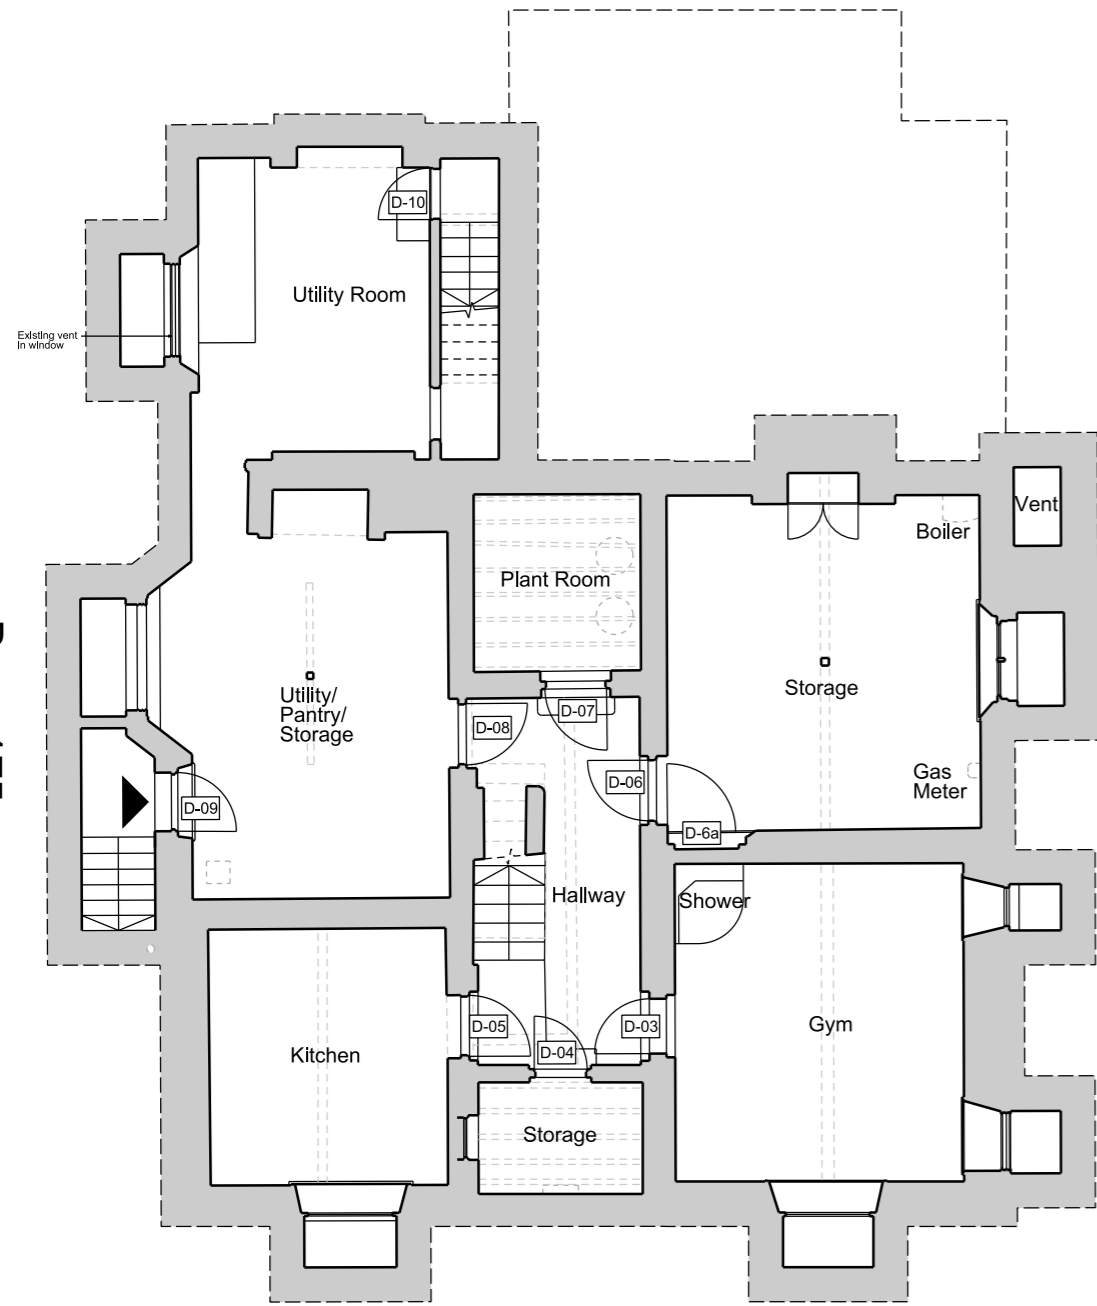 D-10
Utility Room
Existing vent
in window
Vent
Boiler
Plant Room
Storage
Utility/
Pantry/
Storage
D-07
D-08
D-06
Gas
Meter
D-09
D-6a
Hallway
Shower
D-05
D-03
D-04
Gym
Kitchen
Storage